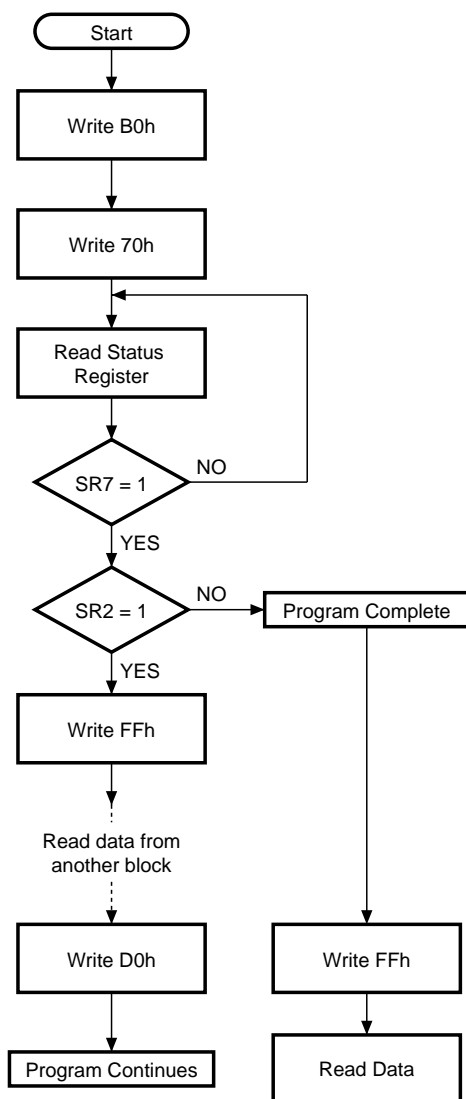 Start
Write B0h
Write 70h
Read Status
Register
SR7 = 1
NO
YES
SR2 = 1
NO
Program Complete
YES
Write FFh
Read data from
another block
Write D0h
Write FFh
Program Continues
Read Data